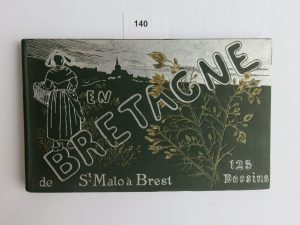 140
EN
BRETAGNE
de St Malo à Brest
125
Dessins